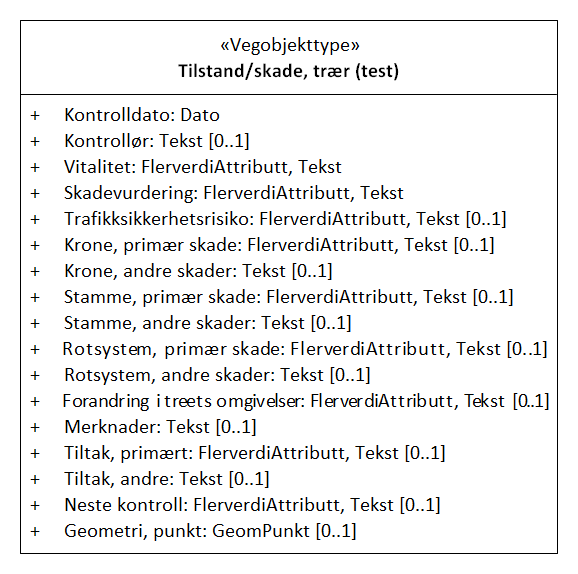 «Vegobjekttype»
Tilstand/skade, trær (test)
+ Kontrolldato: Dato
+ Kontrollør: Tekst [0..1]
+ Vitalitet: FlerverdiAttributt, Tekst
+ Skadevurdering: FlerverdiAttributt, Tekst
+ Trafikksikkerhetsrisiko: FlerverdiAttributt, Tekst [0..1]
+ Krone, primær skade: FlerverdiAttributt, Tekst [0..1]
+ Krone, andre skader: Tekst [0..1]
+ Stamme, primær skade: FlerverdiAttributt, Tekst [0..1]
+ Stamme, andre skader: Tekst [0..1]
+ Rotsystem, primær skade: FlerverdiAttributt, Tekst [0..1]
+ Rotsystem, andre skader: Tekst [0..1]
+ Forandring i treets omgivelser: FlerverdiAttributt, Tekst [0..1]
+ Merknader: Tekst [0..1]
+ Tiltak, primært: FlerverdiAttributt, Tekst [0..1]
+ Tiltak, andre: Tekst [0..1]
+ Neste kontroll: FlerverdiAttributt, Tekst [0..1]
+ Geometri, punkt: GeomPunkt [0..1]